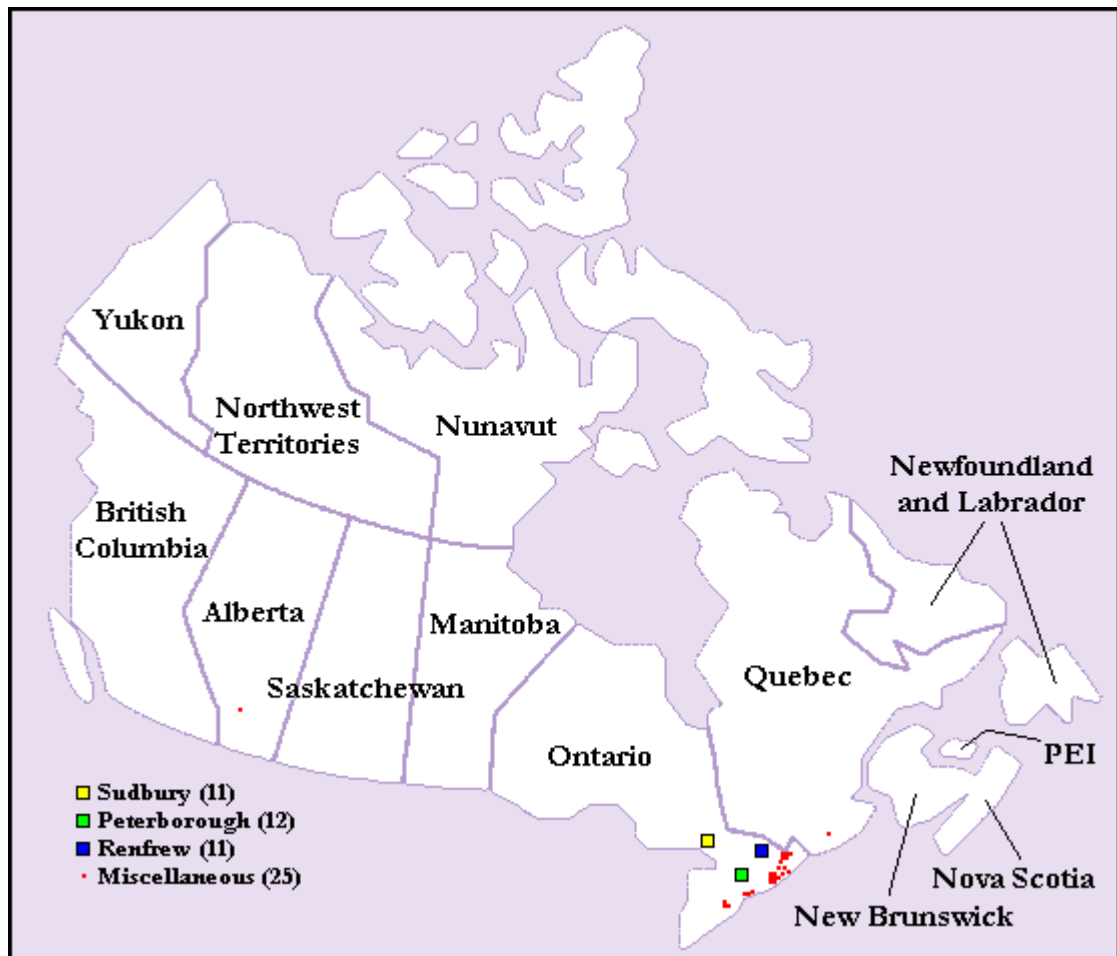 Yukon
Northwest
Territories
Nunavut
Newfoundland
and Labrador
British
Columbia
Alberta
Manitoba
Saskatchewan
Quebec
Ontario
PEI
Sudbury (11)
Peterborough (12)
Renfrew (11)
Miscellaneous (25)
Nova Scotia
New Brunswick